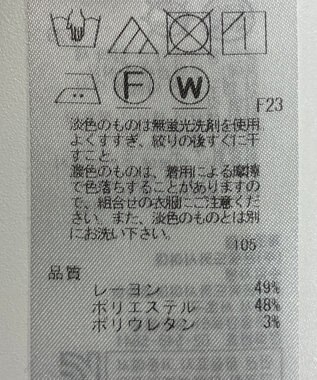 F W
F23
淡色のものは無蛍光洗剤を使用
よくすすぎ、絞りの後すぐに干
すこと。
濃色のものは、着用による摩擦
で色落ちすることがありますの
で、組合せの衣服にご注意くだ
さい。また、淡色のものとは別
にお洗い下さい。
105
品質
レーヨン 49%
ポリエステル 48%
ポリウレタン 3%